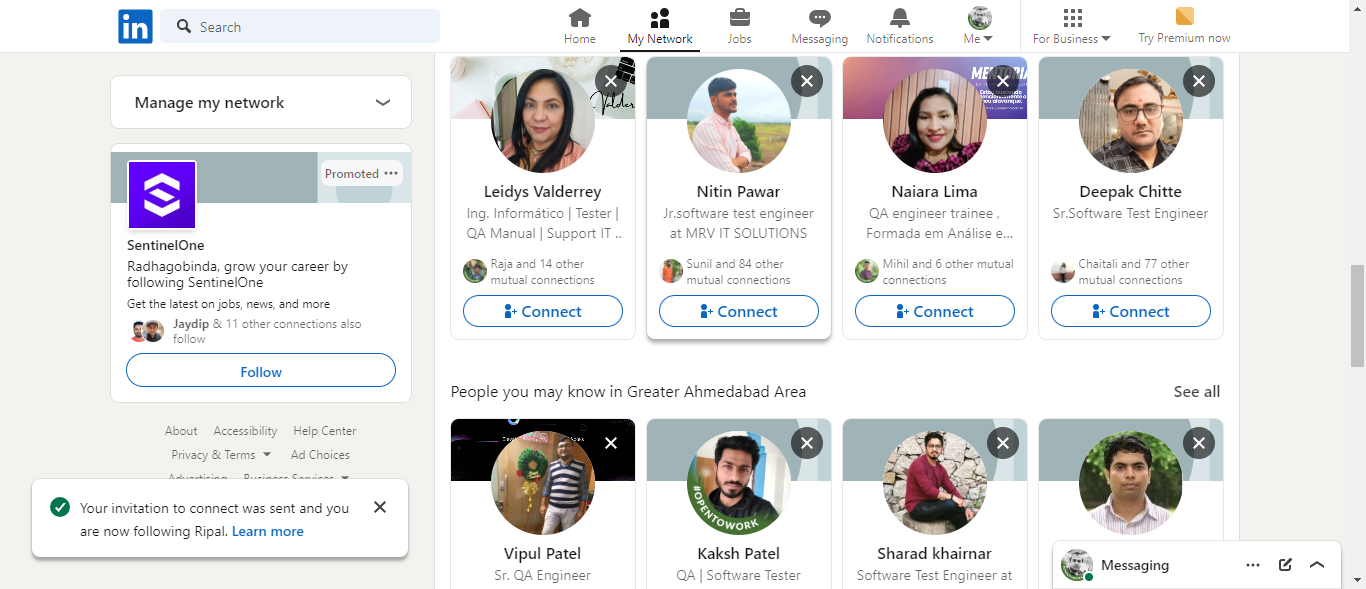 in
Search
Home
My Network
Jobs
Messaging
Notifications
Me
For Business
Try Premium now
Manage my network
Promoted
SentinelOne
Radhagobinda, grow your career by
following SentinelOne
Get the latest on jobs, news, and more
Jaydip & 11 other connections also
follow
Follow
About Accessibility Help Center
Privacy & Terms Ad Choices
Advertising Business Services
Your invitation to connect was sent and you
are now following Ripal. Learn more
Leidys Valderrey
Ing. Informático | Tester |
QA Manual | Support IT ..
Raja and 14 other
mutual connections
Connect
Nitin Pawar
Jr.software test engineer
at MRV IT SOLUTIONS
Sunil and 84 other
mutual connections
Connect
Naiara Lima
QA engineer trainee ,
Formada em Análise e...
Mihil and 6 other mutual
connections
Connect
Deepak Chitte
Sr.Software Test Engineer
Chaitali and 77 other
mutual connections
Connect
People you may know in Greater Ahmedabad Area
See all
Vipul Patel
Sr. QA Engineer
#OPENTOWORK
Kaksh Patel
QA | Software Tester
Sharad khairnar
Software Test Engineer at
Messaging